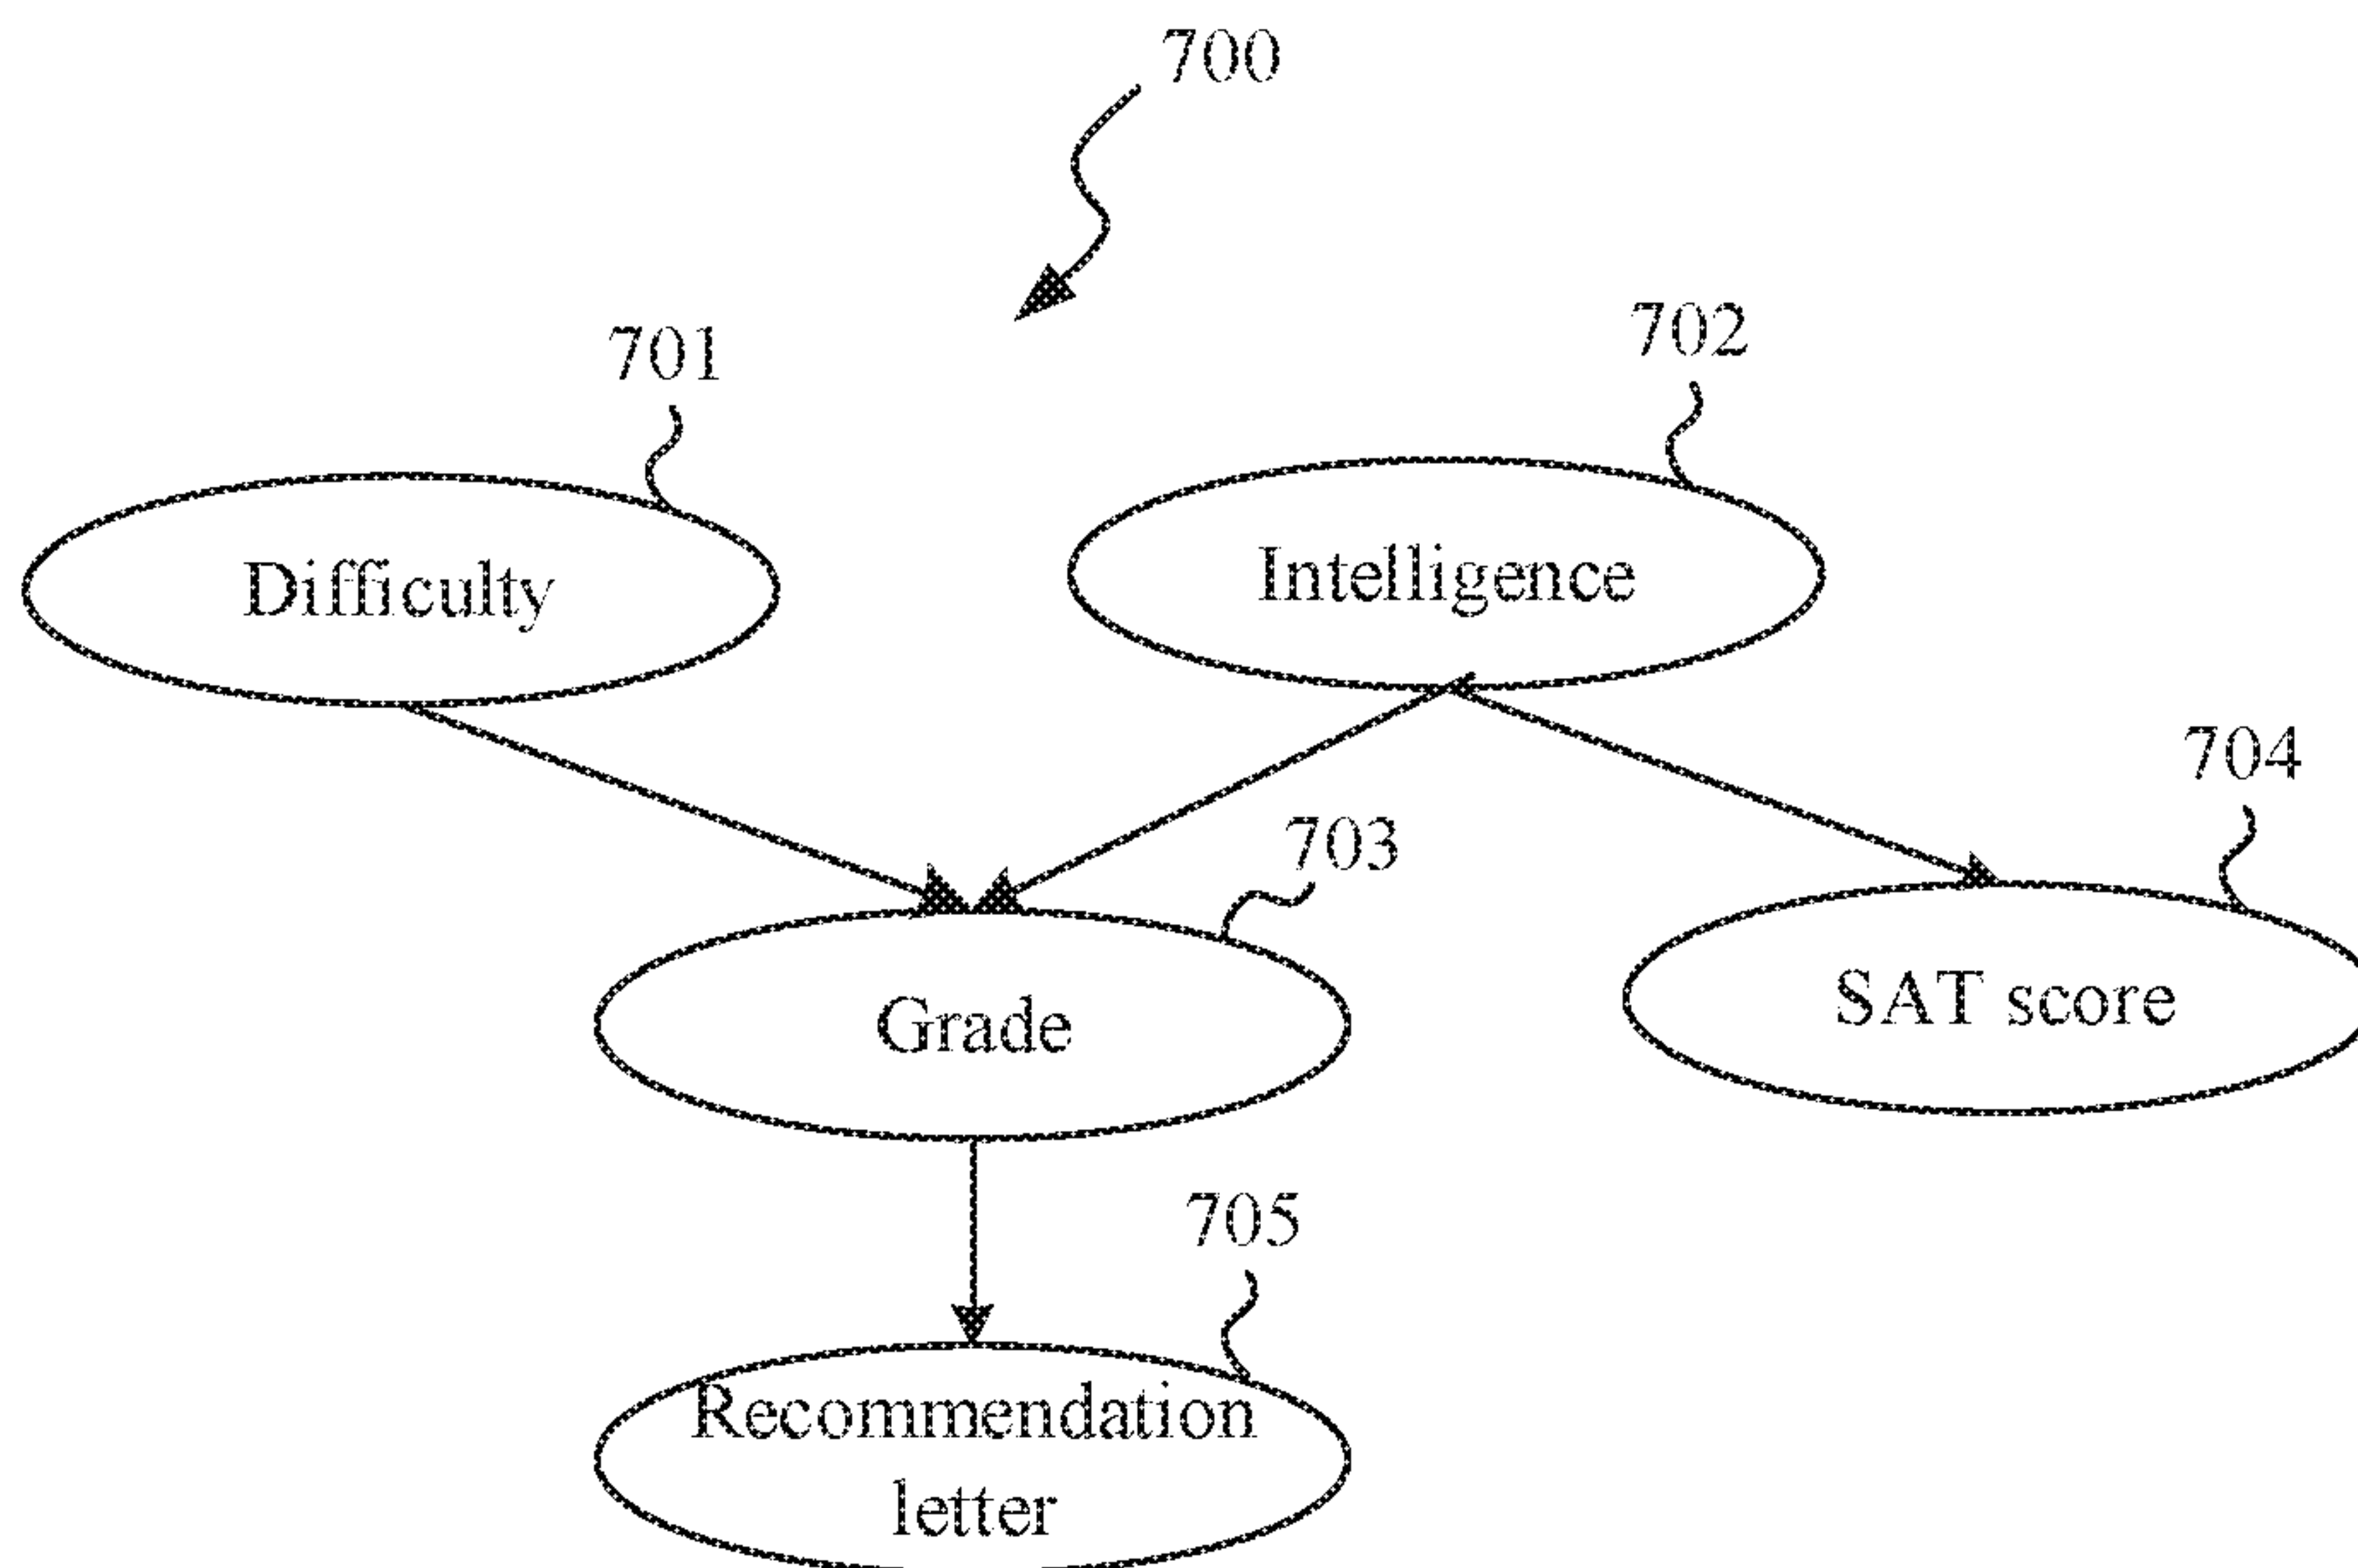 700
701
702
Difficulty
Intelligence
704
703
Grade
SAT score
705
Recommendation
letter